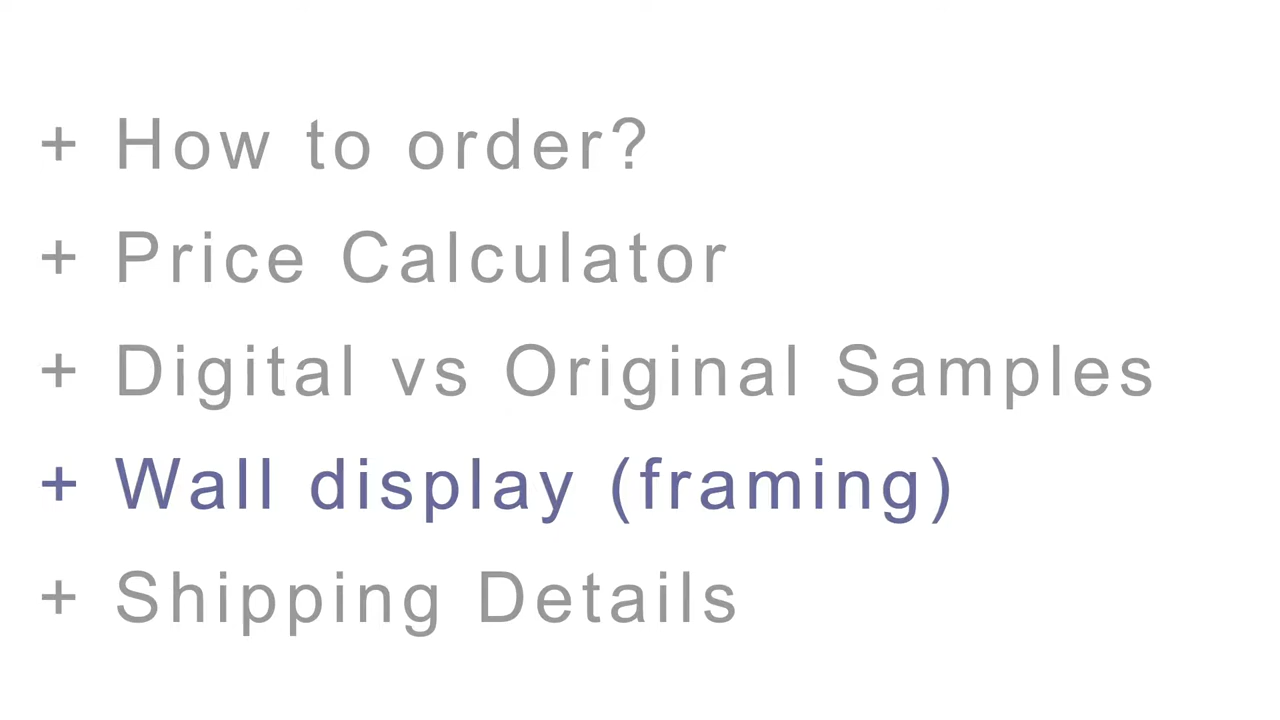 + How to order?
+ Price Calculator
+ Digital vs Original Samples
+ Wall display (framing)
+ Shipping Details